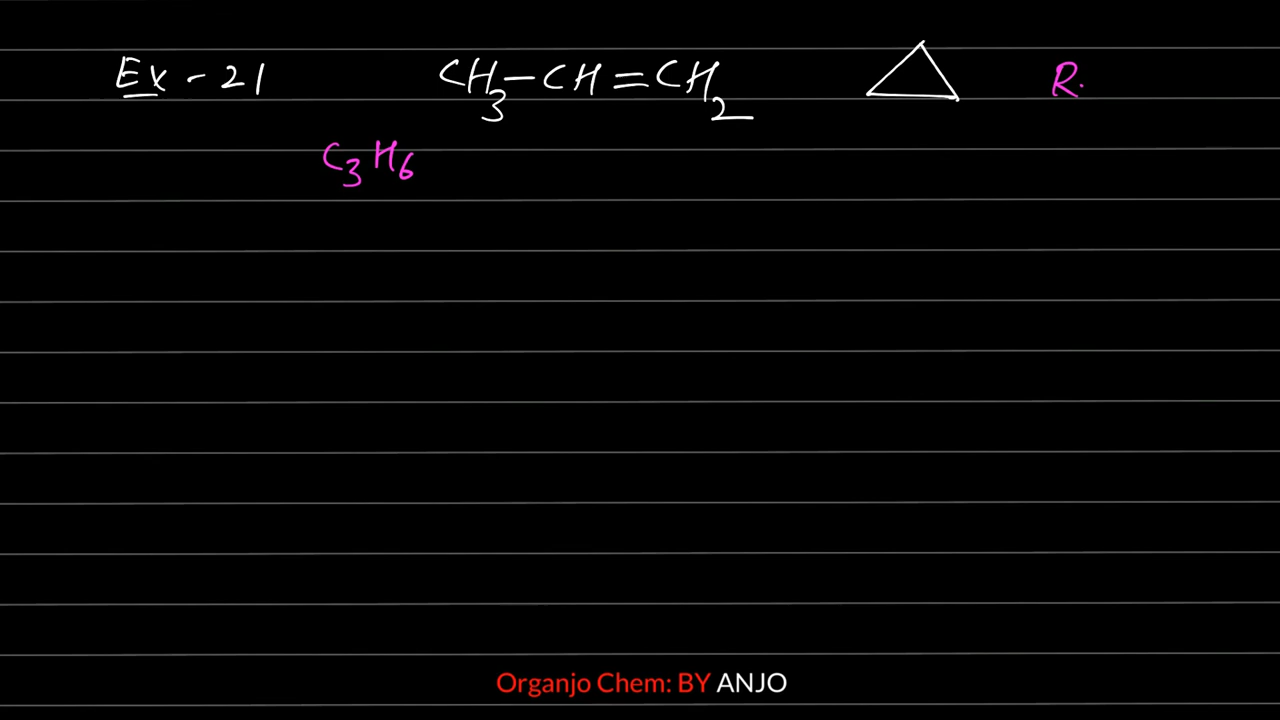 Ex - 21 CH₃-CH=CH₂ R.
C₃H₆
Organjo Chem: BY ANJO